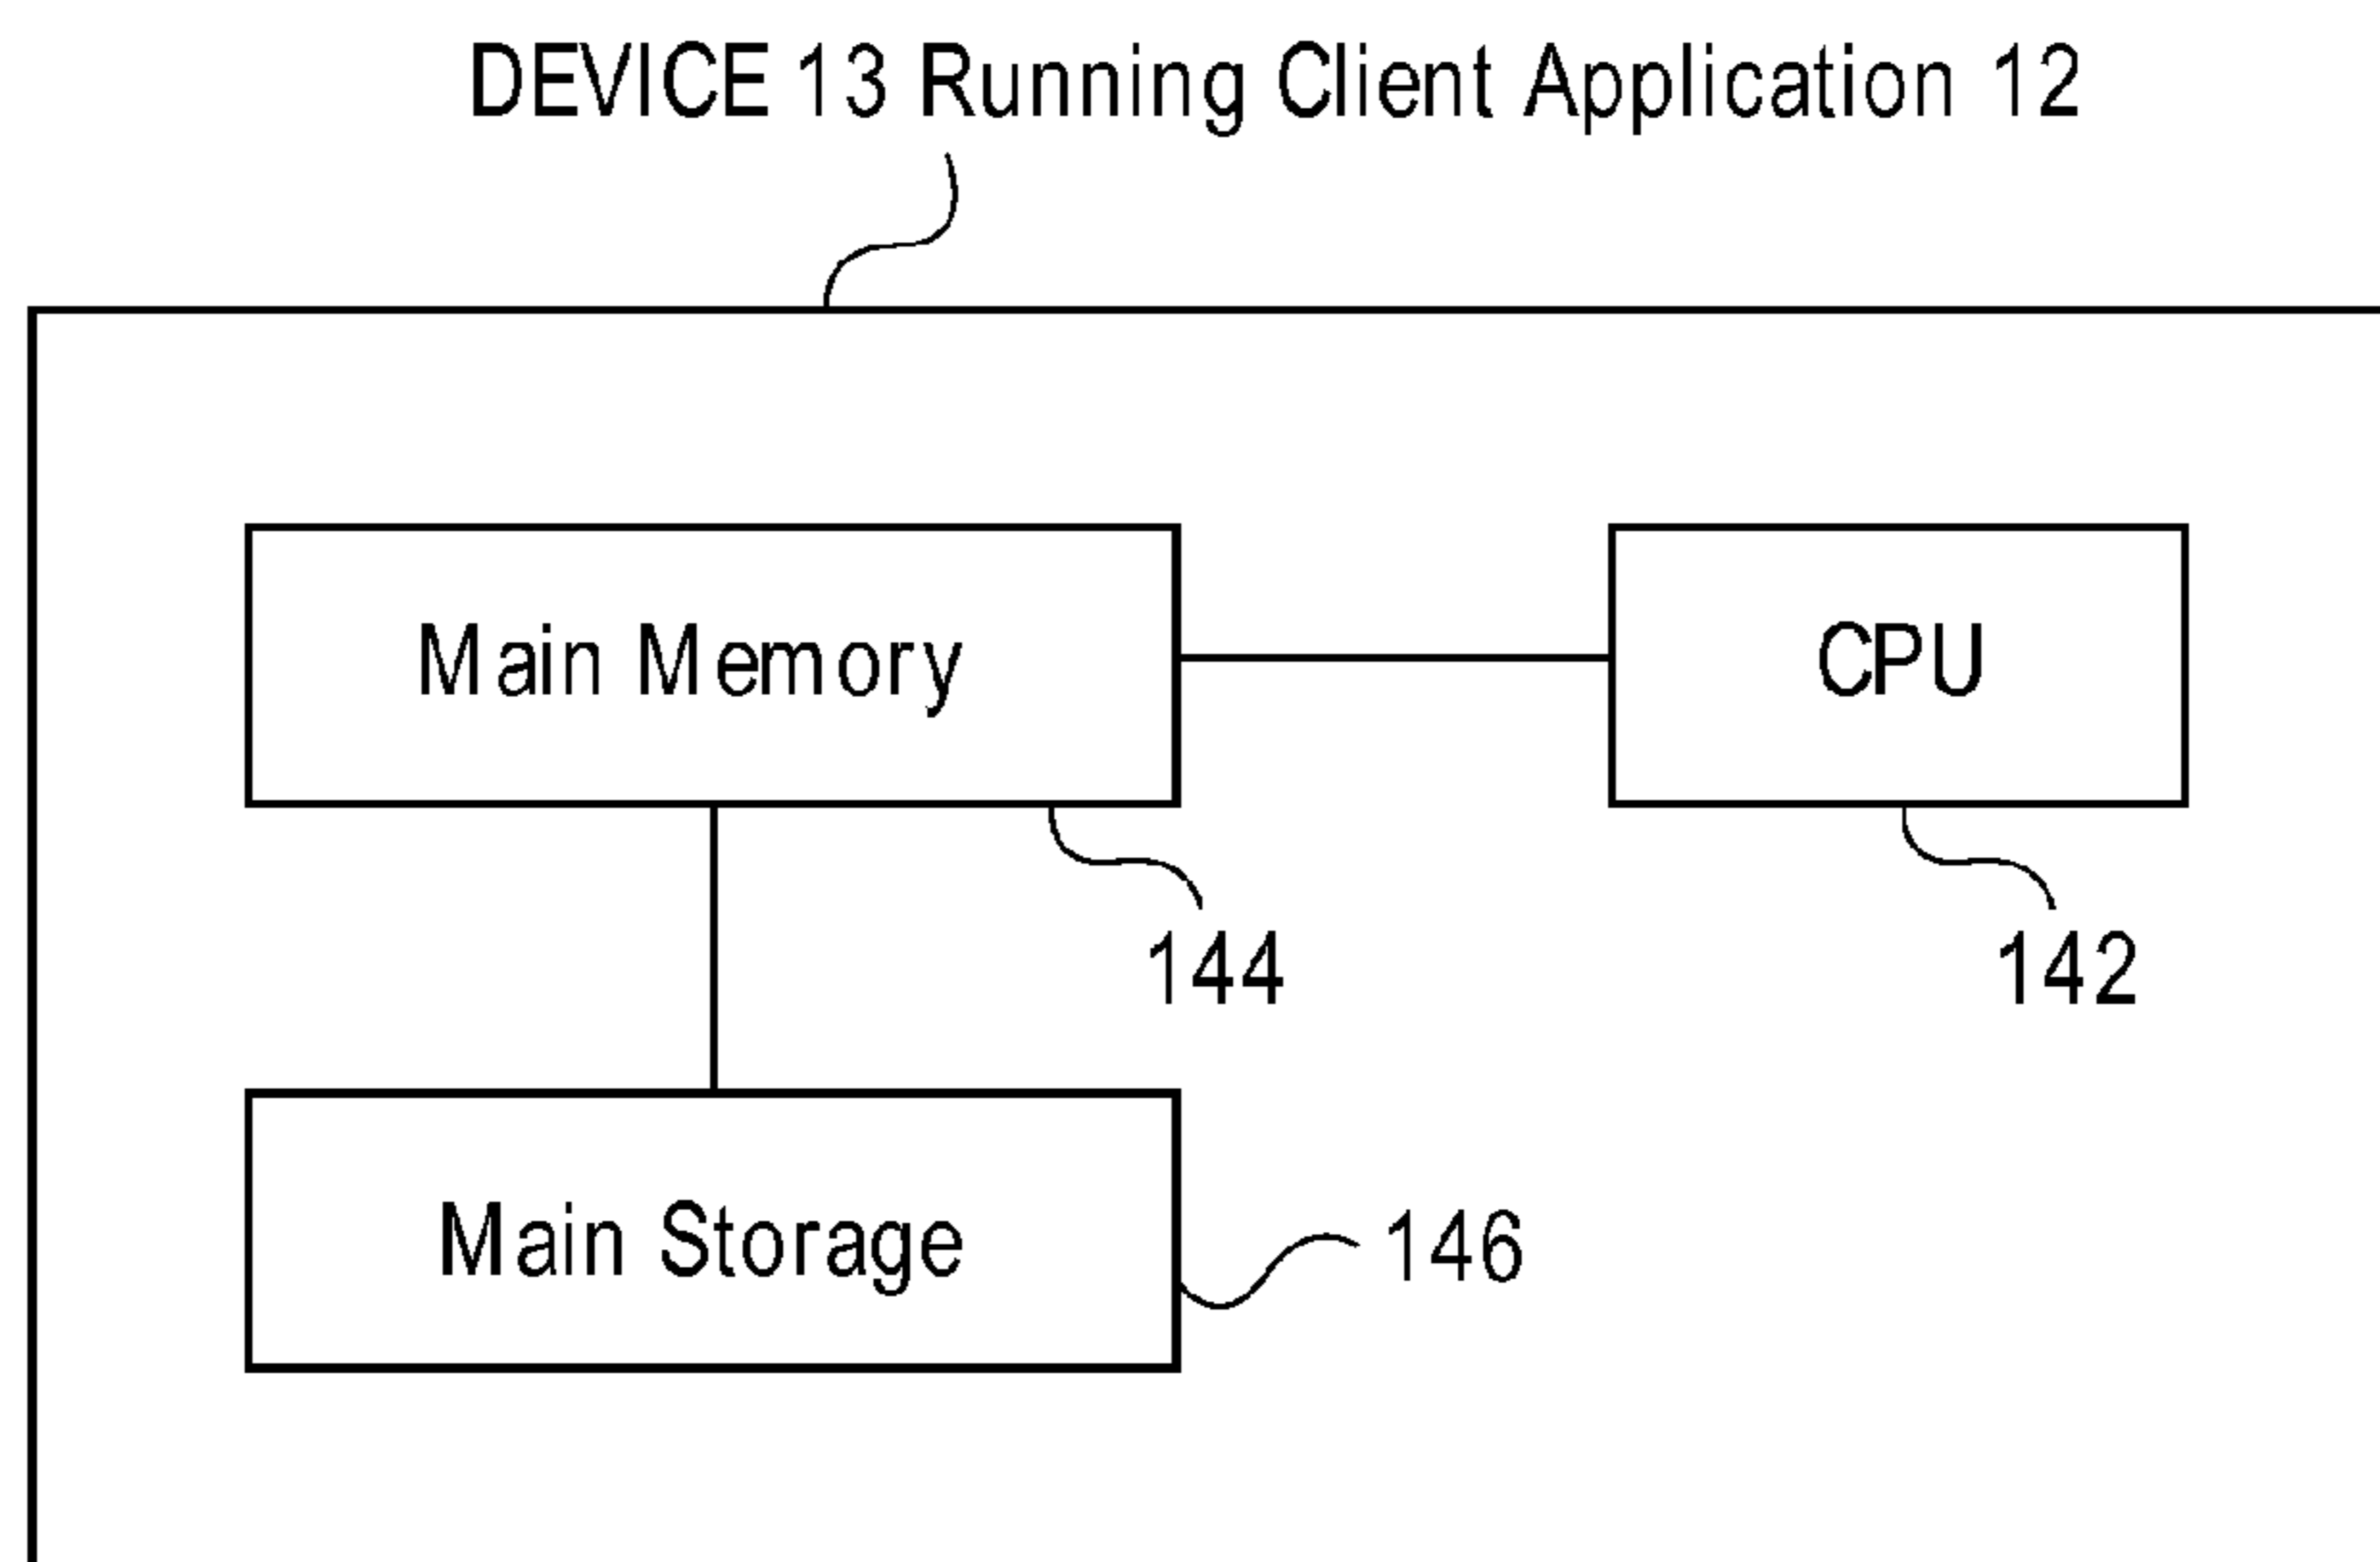 DEVICE 13 Running Client Application 12
Main Memory
CPU
144
142
Main Storage
146